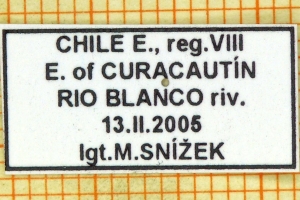 CHILE E., reg.VIII
E. of CURACAUTÍN
RIO BLANCO riv.
13.II.2005
lgt.M.SNÍŽEK